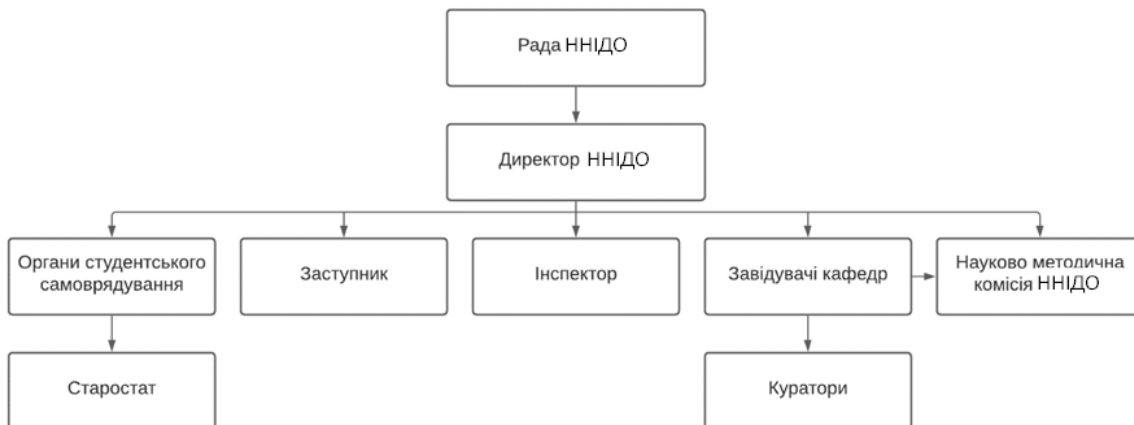 Рада ННІДО
Директор ННІДО
Органи студентського
самоврядування
Заступник
Інспектор
Завідувачі кафедр
Науково методична
комісія ННІДО
Старостат
Куратори